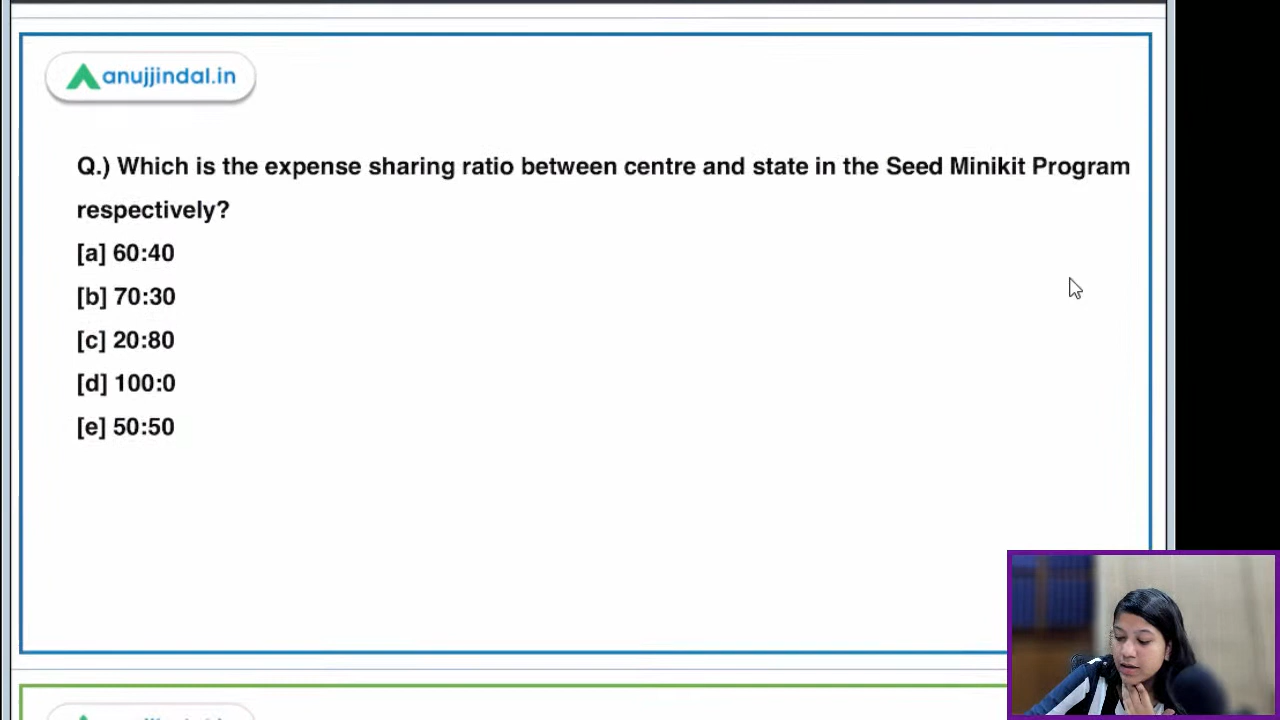 anujjindal.in
Q.) Which is the expense sharing ratio between centre and state in the Seed Minikit Program
respectively?
[a] 60:40
[b] 70:30
[c] 20:80
[d] 100:0
[e] 50:50